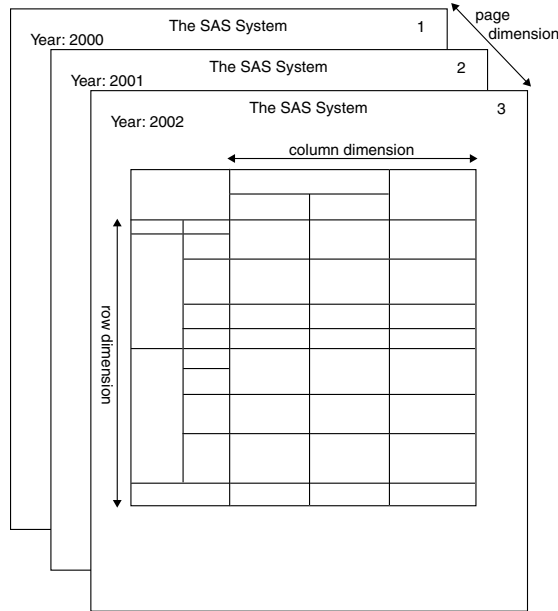 page
dimension
The SAS System 1
Year: 2000
The SAS System 2
Year: 2001
The SAS System 3
Year: 2002
column dimension
row dimension